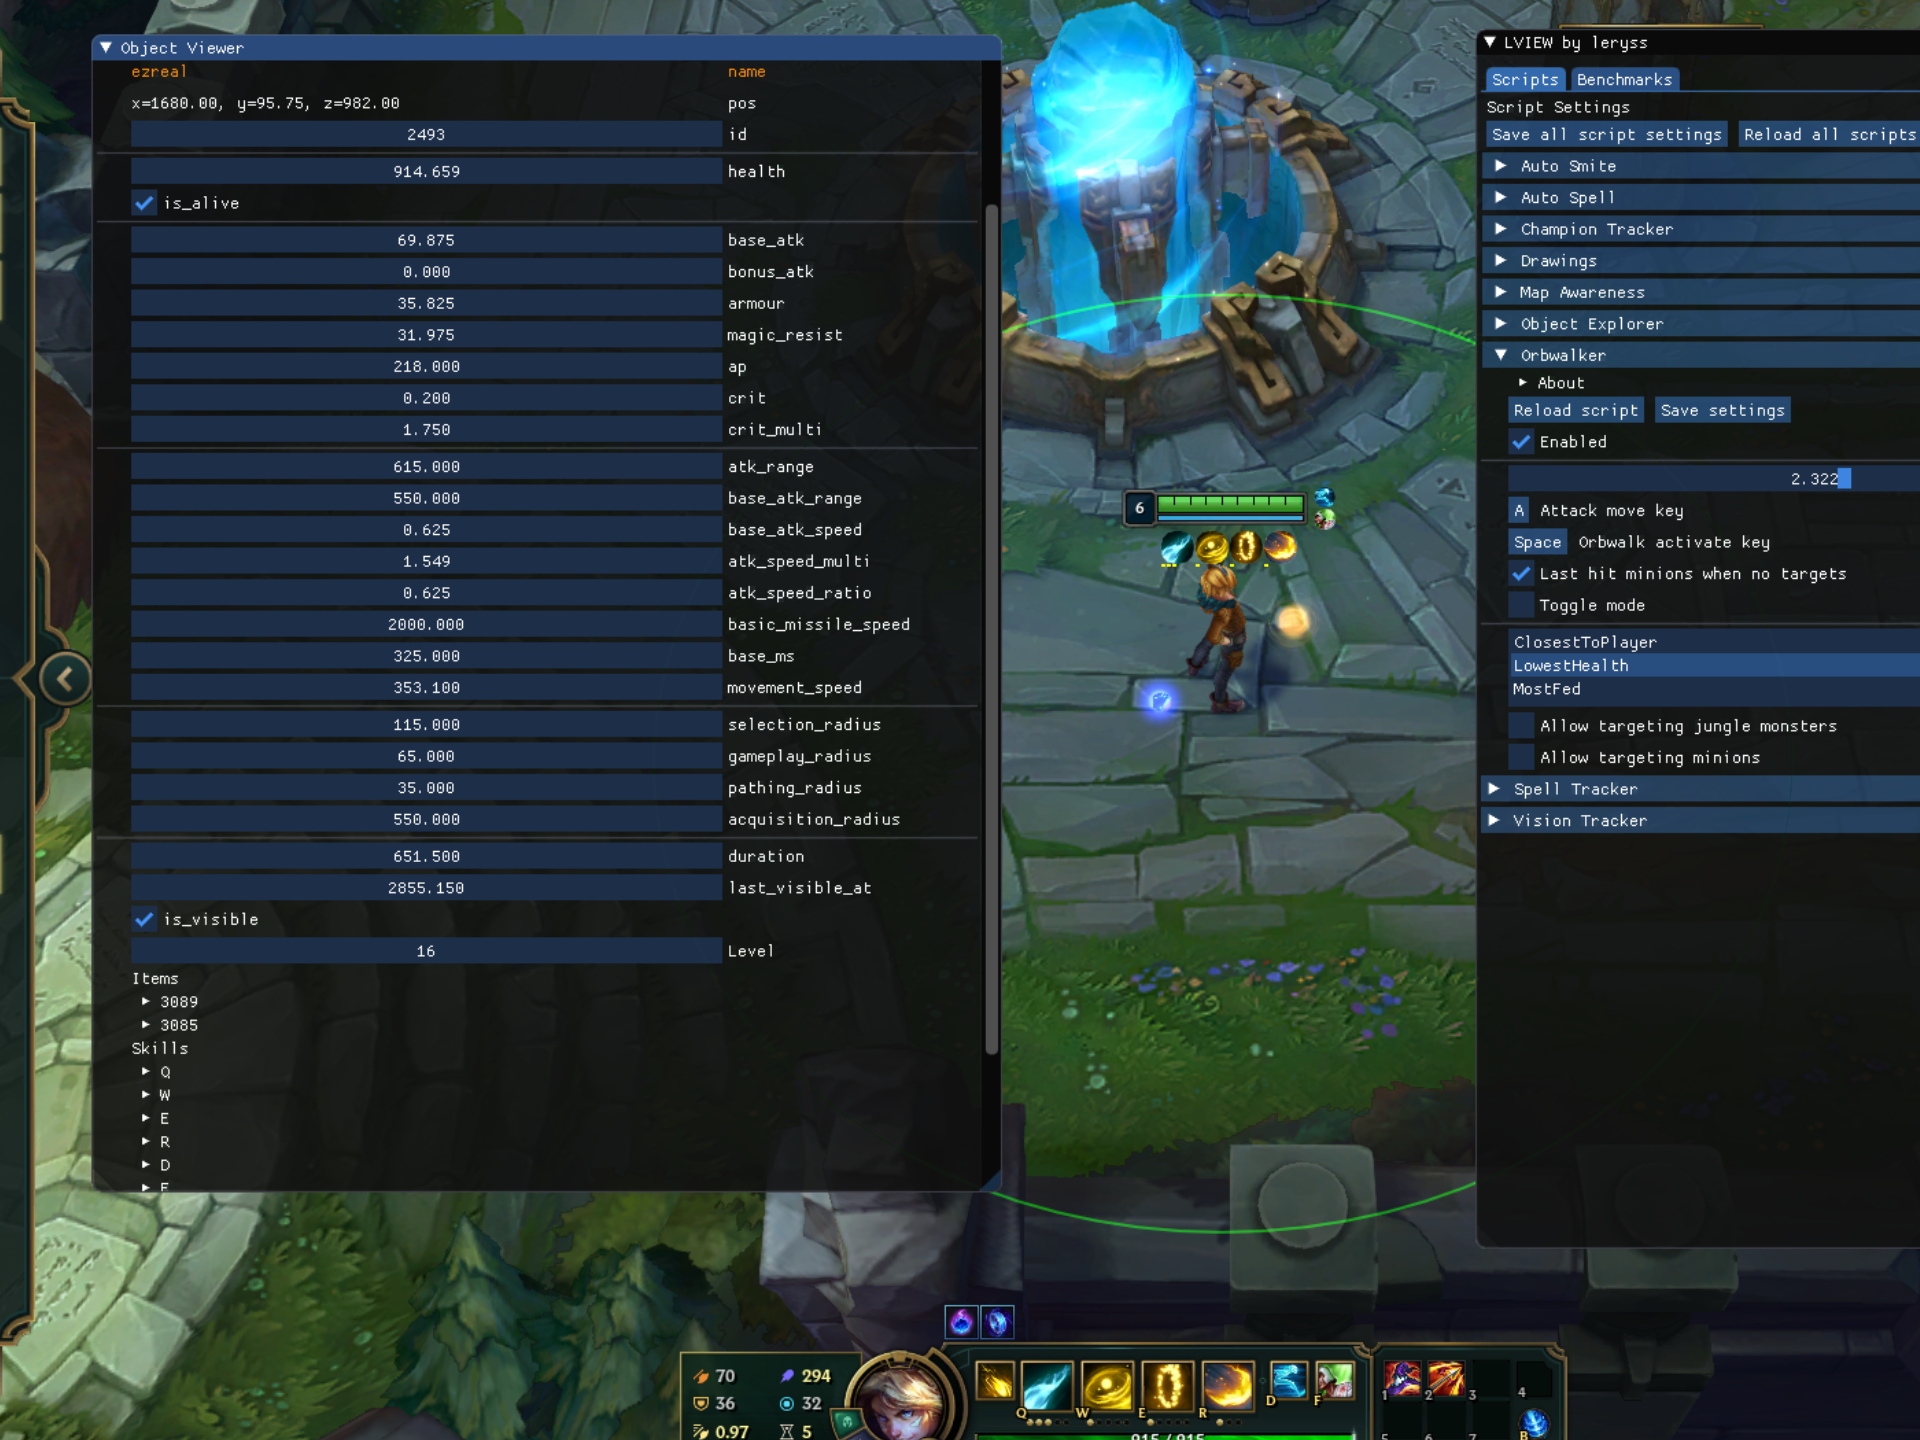 Object Viewer
ezreal name
x=1680.00, y=95.75, z=982.00 pos
2493 id
914.659 health
is_alive
69.875 base_atk
0.000 bonus_atk
35.825 armour
31.975 magic_resist
218.000 ap
0.200 crit
1.750 crit_multi
615.000 atk_range
550.000 base_atk_range
0.625 base_atk_speed
1.549 atk_speed_multi
0.625 atk_speed_ratio
2000.000 basic_missile_speed
325.000 base_ms
353.100 movement_speed
115.000 selection_radius
65.000 gameplay_radius
35.000 pathing_radius
550.000 acquisition_radius
651.500 duration
2855.150 last_visible_at
is_visible
16 Level
Items
3089
3085
Skills
Q
W
E
R
D
F
6
LVIEW by leryss
Scripts Benchmarks
Script Settings
Save all script settings Reload all scripts
Auto Smite
Auto Spell
Champion Tracker
Drawings
Map Awareness
Object Explorer
Orbwalker
About
Reload script Save settings
Enabled
2.322
A Attack move key
Space Orbwalk activate key
Last hit minions when no targets
Toggle mode
ClosestToPlayer
LowestHealth
MostFed
Allow targeting jungle monsters
Allow targeting minions
Spell Tracker
Vision Tracker
70 294
36 32
0.97 5
Q W E R D F
915 / 915
1 2 3 4
5 6 7 B